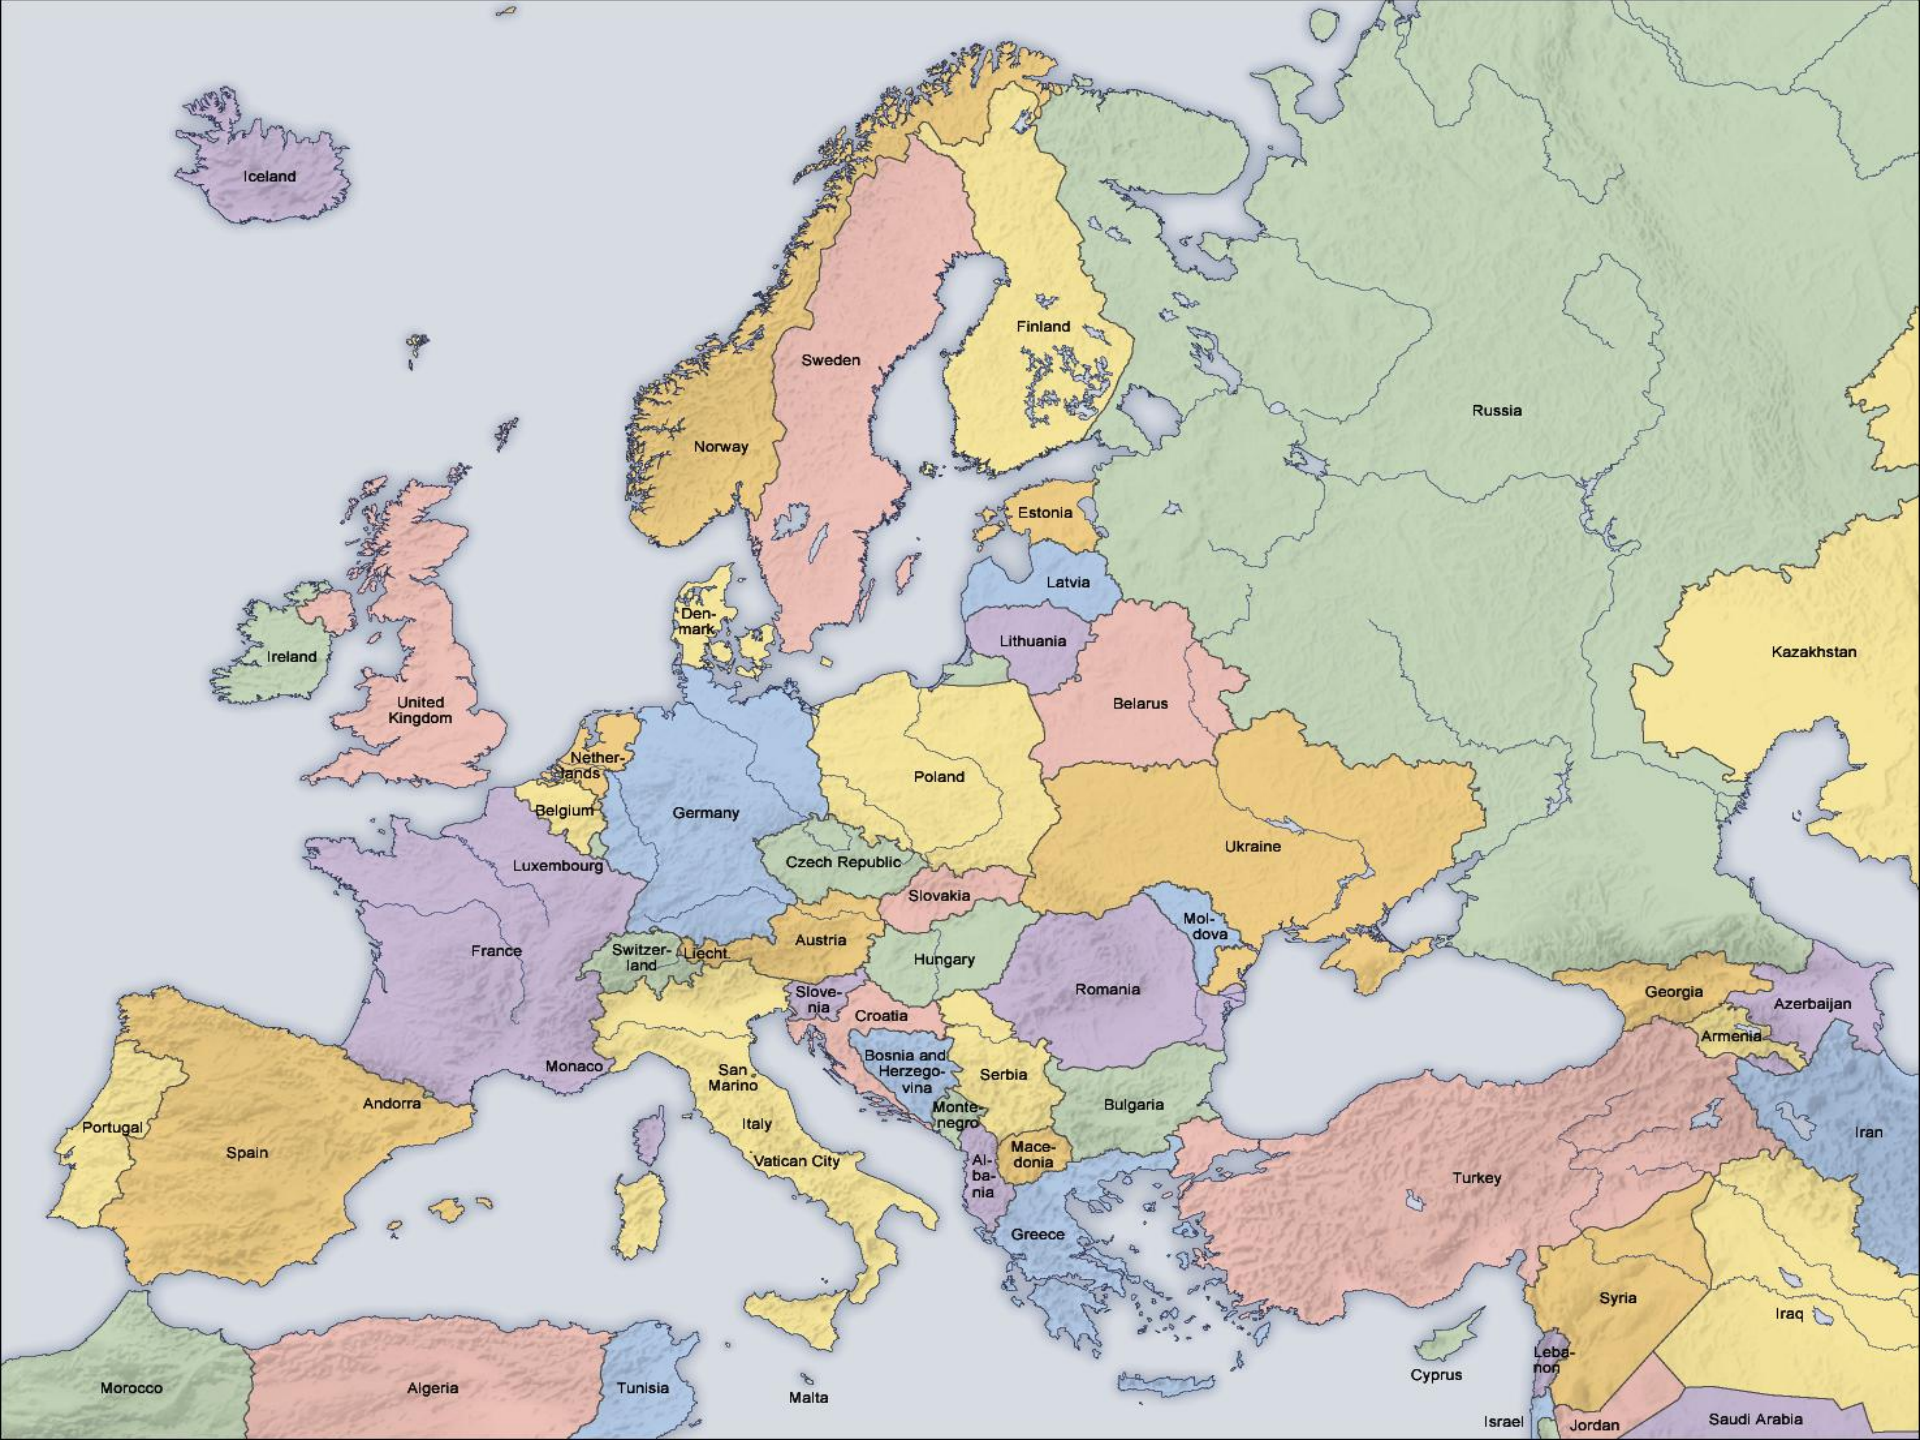 Iceland
Finland
Sweden
Russia
Norway
Estonia
Latvia
Den-
mark
Lithuania
Ireland
Kazakhstan
United
Kingdom
Belarus
Nether-
lands
Poland
Belgium
Germany
Ukraine
Czech Republic
Luxembourg
Slovakia
Mol-
dova
Austria
France
Switzer-
land
Liecht.
Hungary
Romania
Slove-
nia
Georgia
Azerbaijan
Croatia
Armenia
Bosnia and
Herzego-
vina
Monaco
San
Marino
Serbia
Andorra
Monte-
negro
Bulgaria
Portugal
Italy
Iran
Spain
Mace-
donia
Vatican City
Al-
ba-
nia
Turkey
Greece
Syria
Iraq
Leba-
non
Cyprus
Morocco
Algeria
Tunisia
Malta
Israel
Jordan
Saudi Arabia